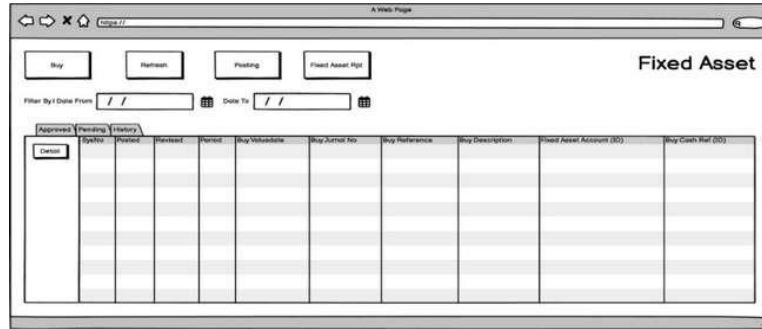 A Web Page
https://
Buy Refresh Posting Fixed Asset Rpt Fixed Asset
Filter By : Date From / / Date To / /
Approved Pending History
Detail SysNo Posted Revised Period Buy Valuedate Buy Jurnal No Buy Reference Buy Description Fixed Asset Account (ID) Buy Cash Ref (ID)